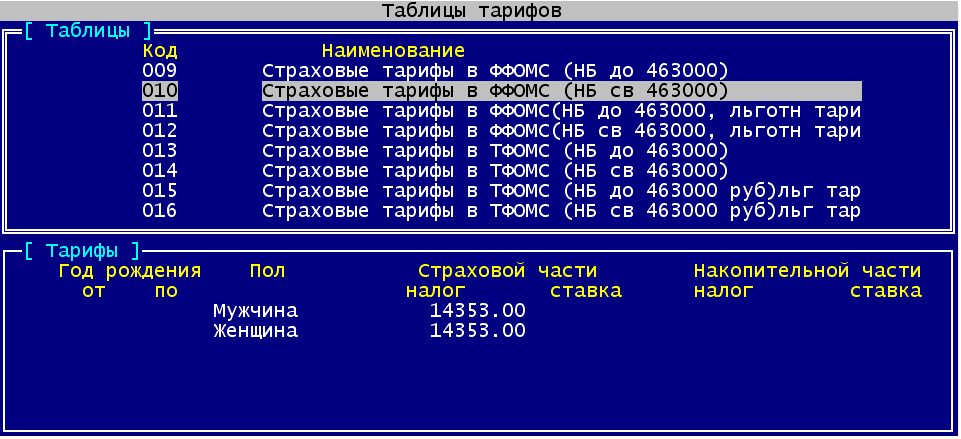 Таблицы тарифов
[ Таблицы ]
Код Наименование
009 Страховые тарифы в ФФОМС (НБ до 463000)
010 Страховые тарифы в ФФОМС (НБ св 463000)
011 Страховые тарифы в ФФОМС(НБ до 463000, льготн тари
012 Страховые тарифы в ФФОМС(НБ св 463000, льготн тари
013 Страховые тарифы в ТФОМС (НБ до 463000)
014 Страховые тарифы в ТФОМС (НБ св 463000)
015 Страховые тарифы в ТФОМС (НБ до 463000 руб)льг тар
016 Страховые тарифы в ТФОМС (НБ св 463000 руб)льг тар
[ Тарифы ]
Год рождения Пол Страховой части Накопительной части
от по налог ставка налог ставка
Мужчина 14353.00
Женщина 14353.00